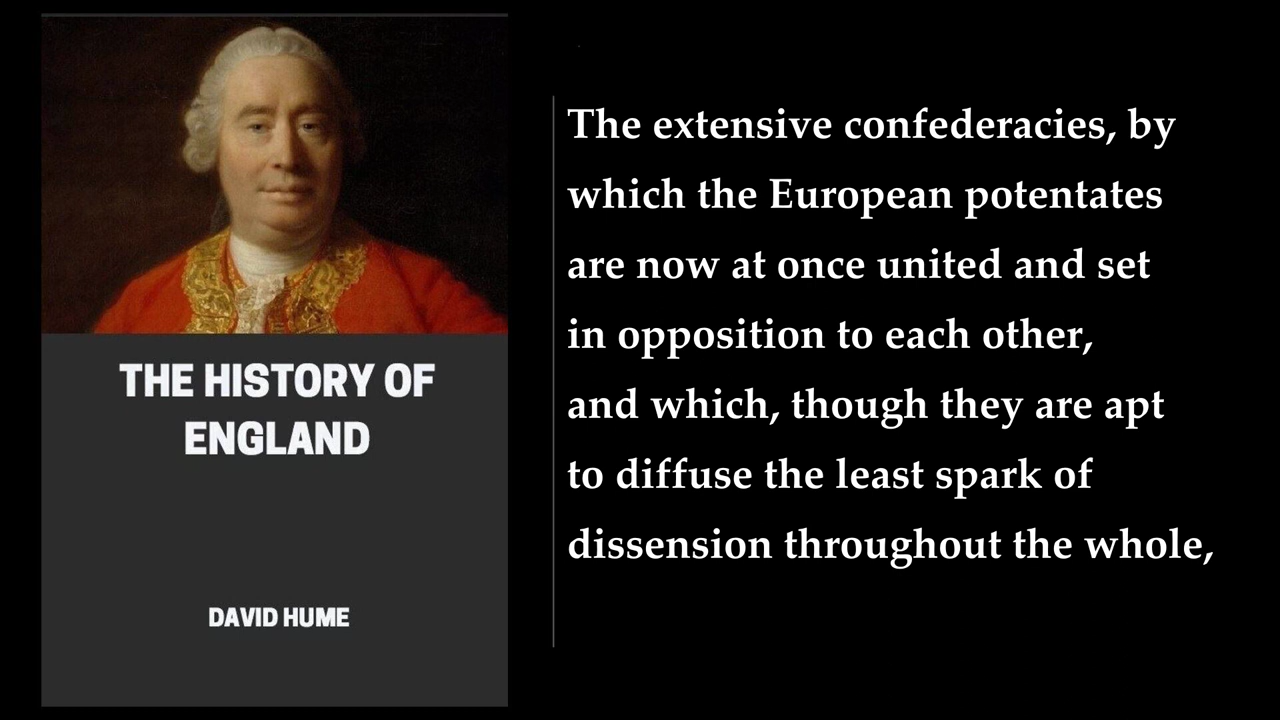 THE HISTORY OF
ENGLAND
DAVID HUME
The extensive confederacies, by
which the European potentates
are now at once united and set
in opposition to each other,
and which, though they are apt
to diffuse the least spark of
dissension throughout the whole,